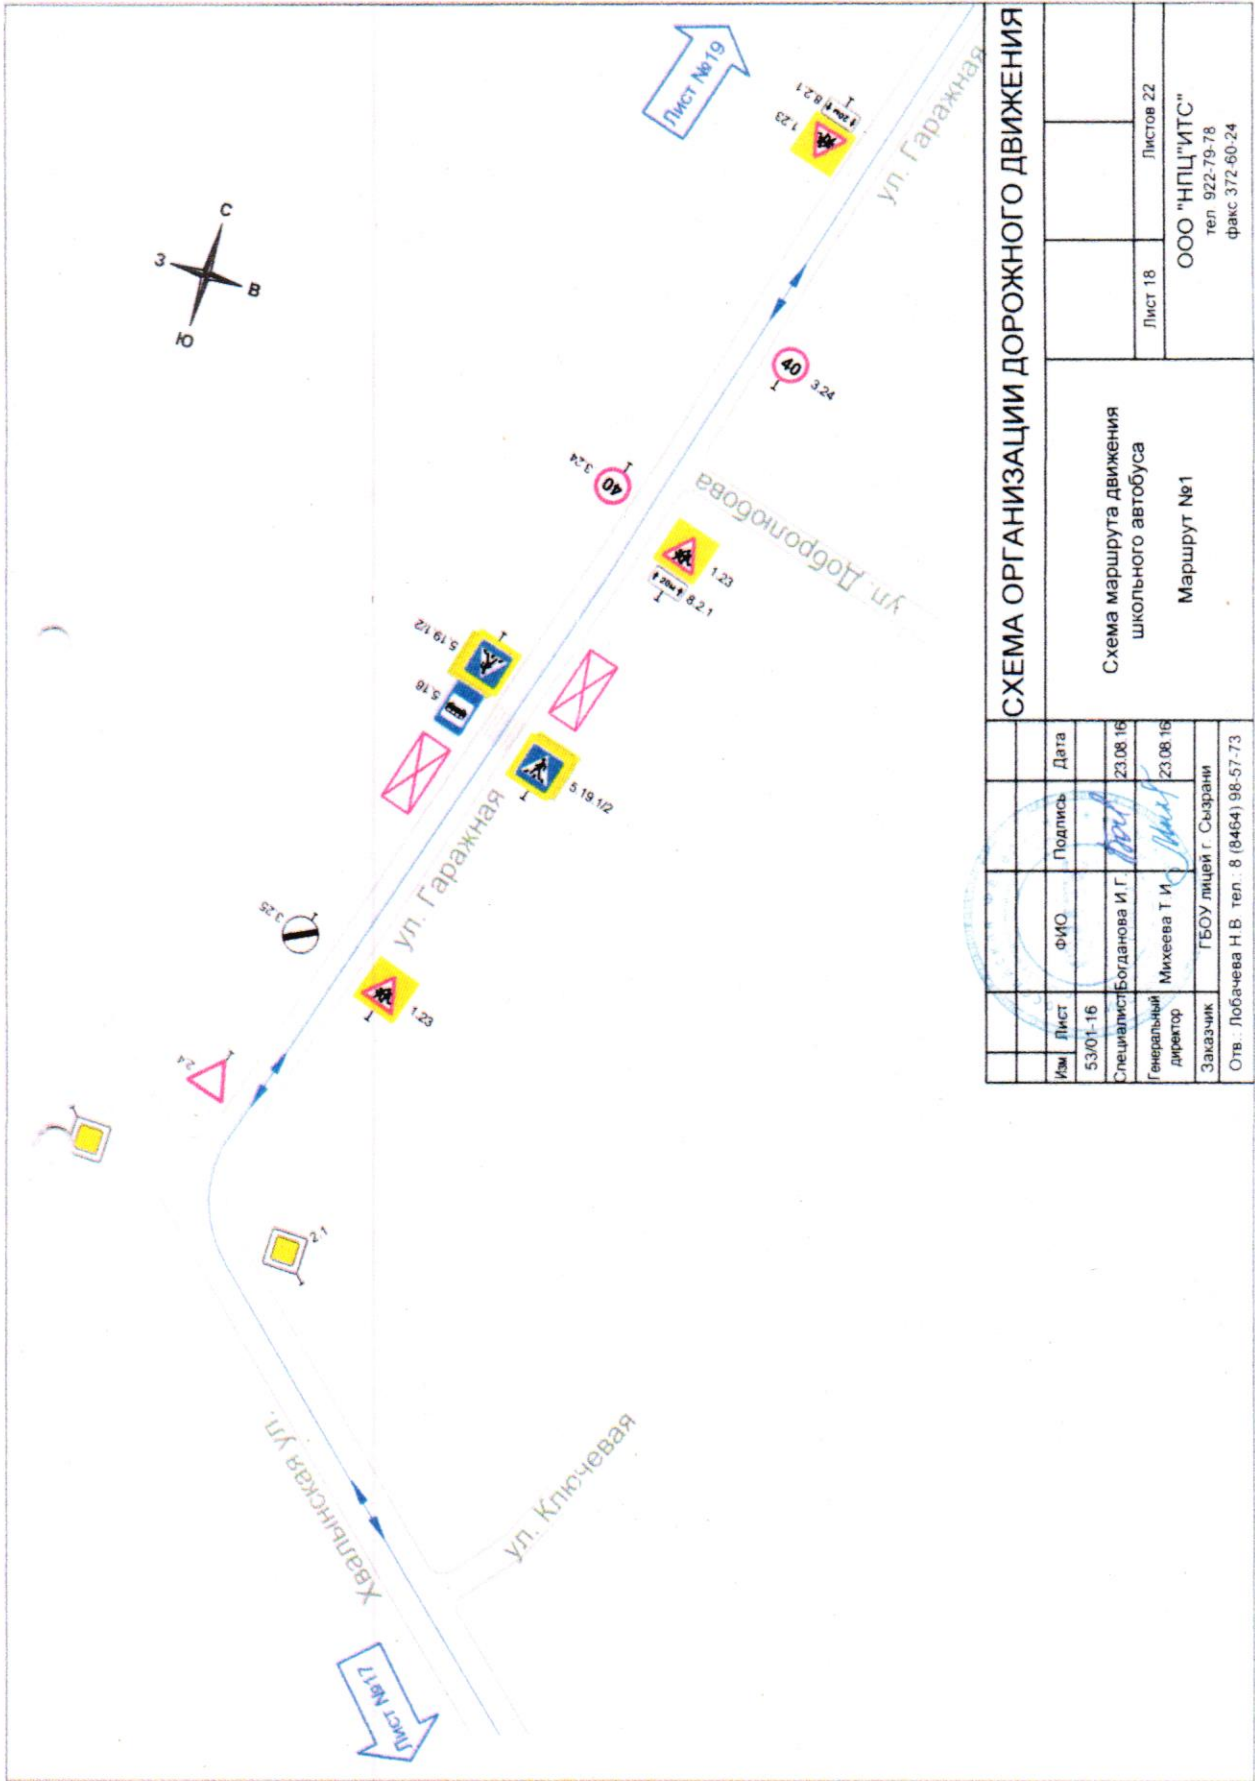 Лист №19
1.23
8.2.1
20м
ул. Гаражная
С
З
В
Ю
40
3.24
3.24
40
ул. Добролюбова
1.23
20м
8.2.1
5.19.1/2
5.16
5.19.1/2
ул. Гаражная
3.25
1.23
2.4
2.1
Хвалынская ул.
ул. Ключевая
Лист №17
СХЕМА ОРГАНИЗАЦИИ ДОРОЖНОГО ДВИЖЕНИЯ
Изм Лист ФИО Подпись Дата
53/01-16
Специалист Богданова И.Г. 23.08.16
Генеральный
директор Михеева Т.И. 23.08.16
Заказчик ГБОУ лицей г. Сызрани
Отв.: Лобачева Н.В. тел.: 8 (8464) 98-57-73
Схема маршрута движения
школьного автобуса
Маршрут №1
Лист 18 Листов 22
ООО "НПЦ"ИТС"
тел. 922-79-78
факс 372-60-24